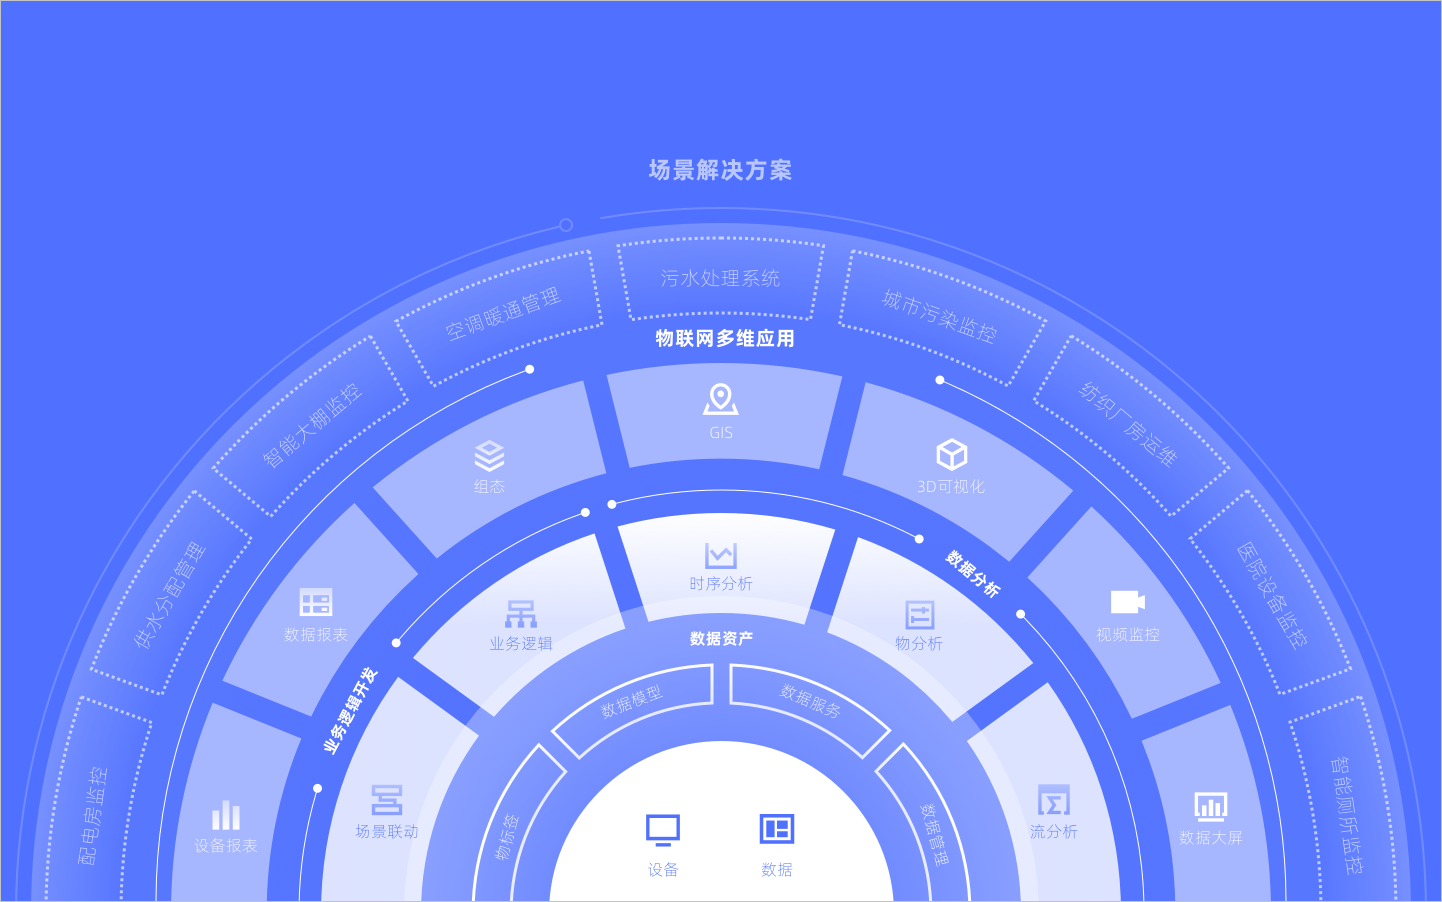 场景解决方案
配电房监控
供水分配管理
智能大棚监控
空调暖通管理
污水处理系统
城市污染监控
纺织厂房运维
医院设备监控
智能厕所监控
物联网多维应用
设备报表
数据报表
组态
GIS
3D可视化
视频监控
数据大屏
业务逻辑开发
数据分析
场景联动
业务逻辑
时序分析
物分析
流分析
数据资产
物标签
数据模型
数据服务
数据管理
设备
数据